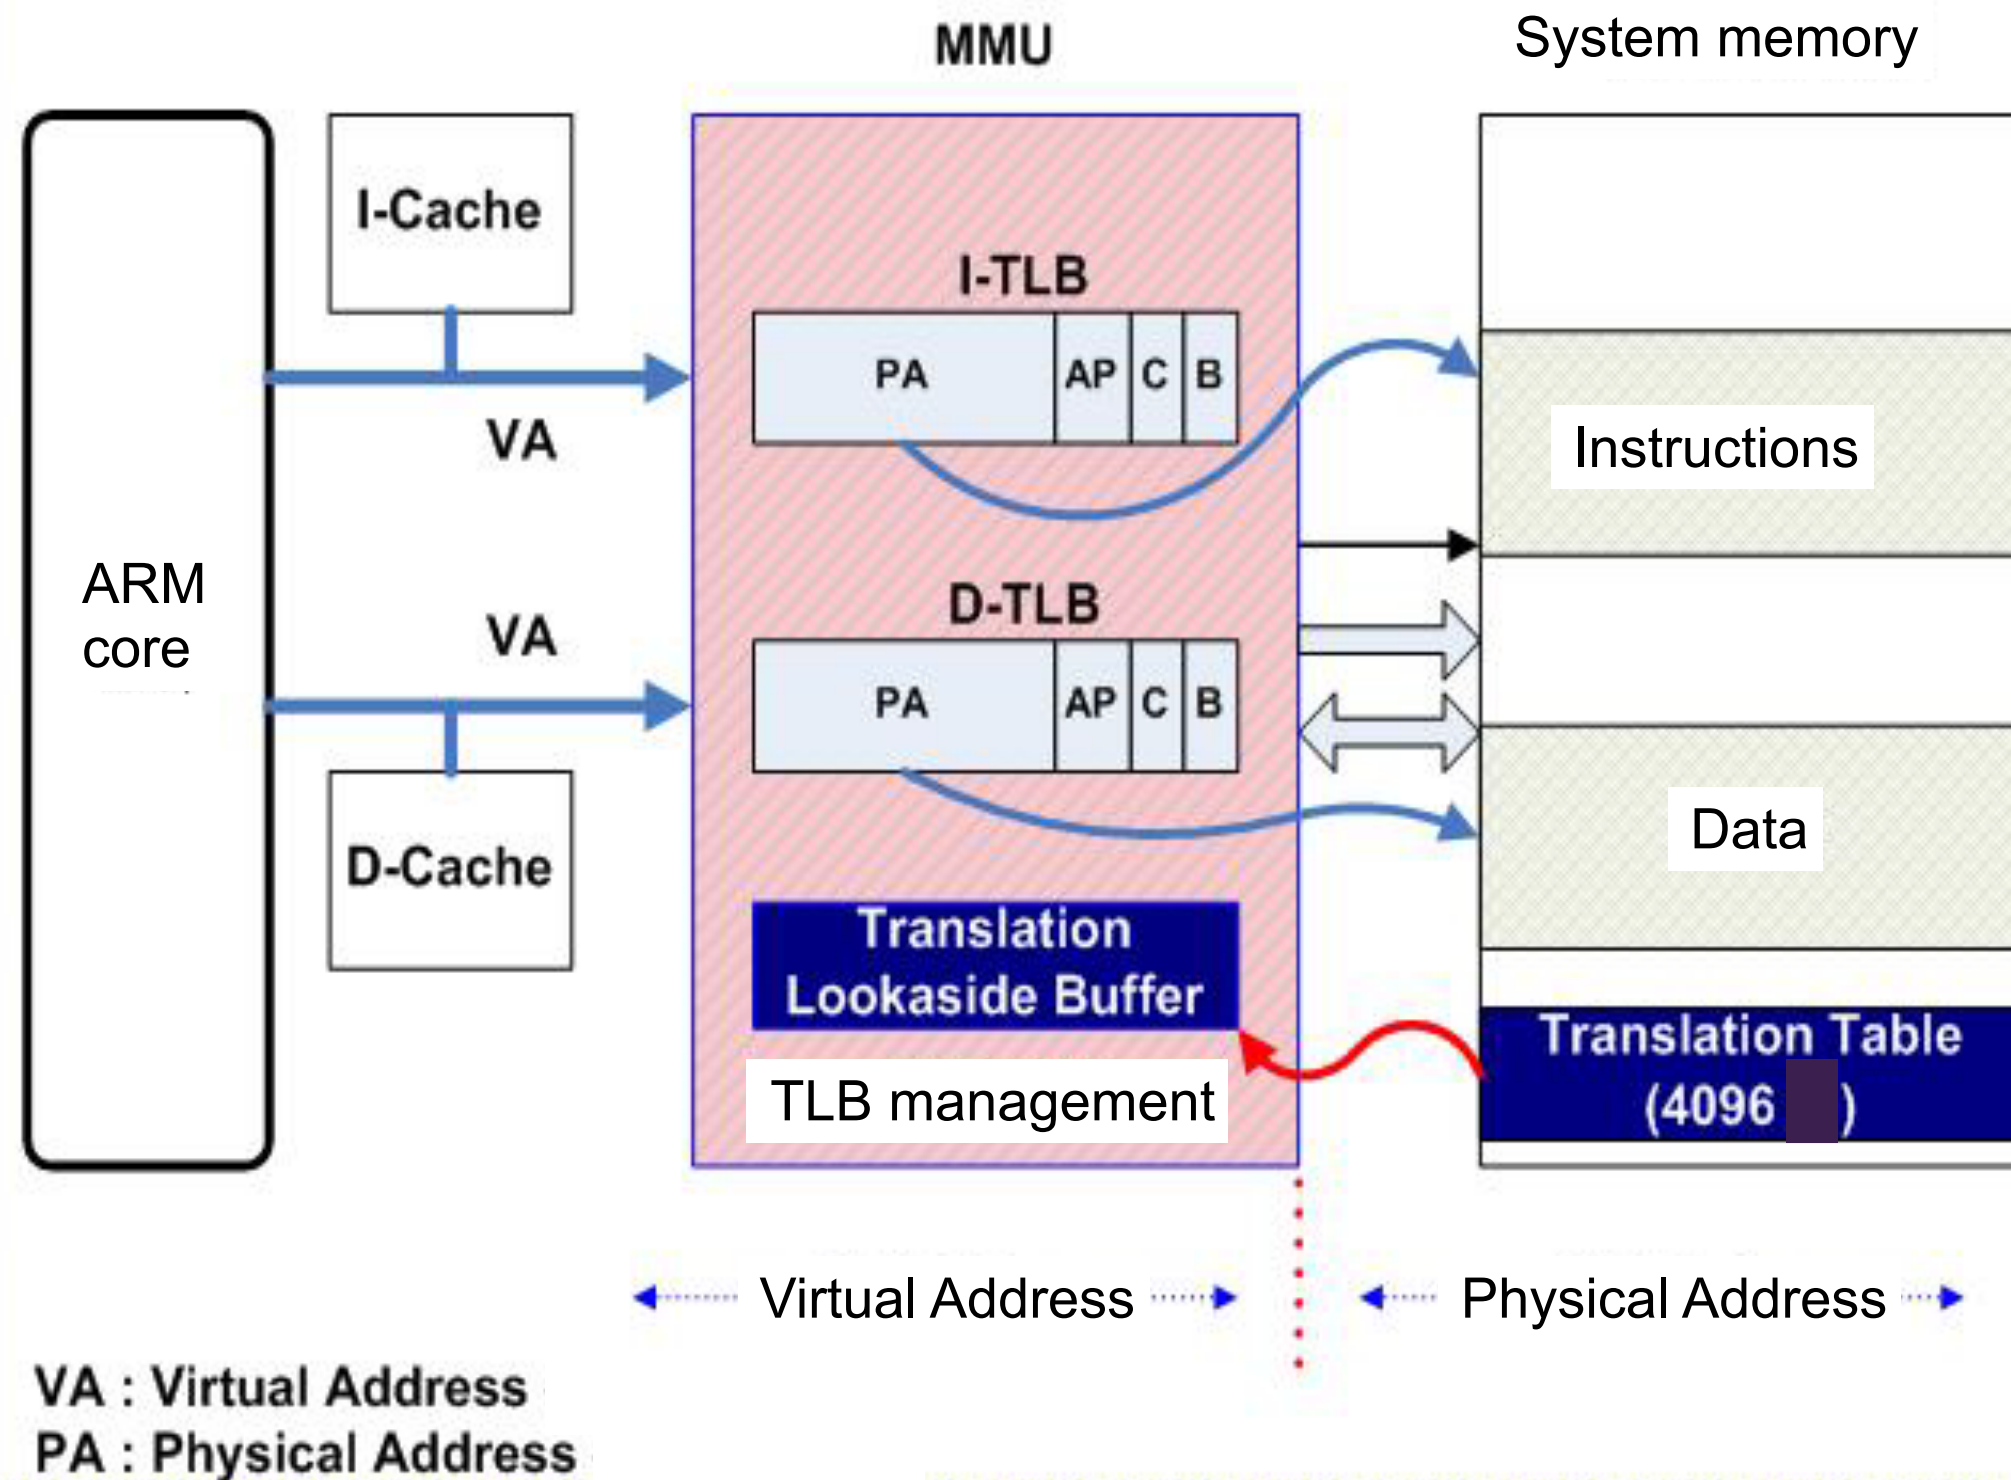 MMU
System memory
I-Cache
I-TLB
PA AP C B
VA
Instructions
ARM
core
D-TLB
VA
PA AP C B
Data
D-Cache
Translation
Lookaside Buffer
Translation Table
(4096 )
TLB management
Virtual Address
Physical Address
VA : Virtual Address
PA : Physical Address